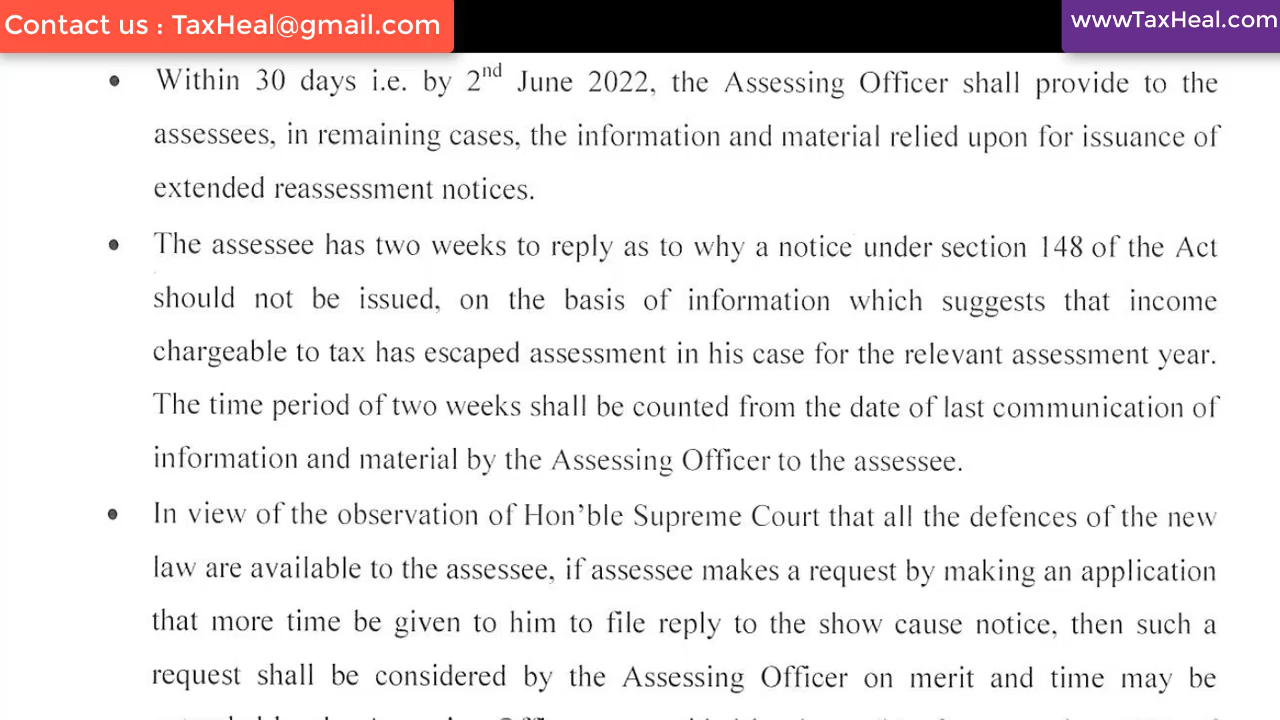 Contact us : TaxHeal@gmail.com
wwwTaxHeal.com
• Within 30 days i.e. by 2nd June 2022, the Assessing Officer shall provide to the
assessees, in remaining cases, the information and material relied upon for issuance of
extended reassessment notices.
• The assessee has two weeks to reply as to why a notice under section 148 of the Act
should not be issued, on the basis of information which suggests that income
chargeable to tax has escaped assessment in his case for the relevant assessment year.
The time period of two weeks shall be counted from the date of last communication of
information and material by the Assessing Officer to the assessee.
• In view of the observation of Hon’ble Supreme Court that all the defences of the new
law are available to the assessee, if assessee makes a request by making an application
that more time be given to him to file reply to the show cause notice, then such a
request shall be considered by the Assessing Officer on merit and time may be